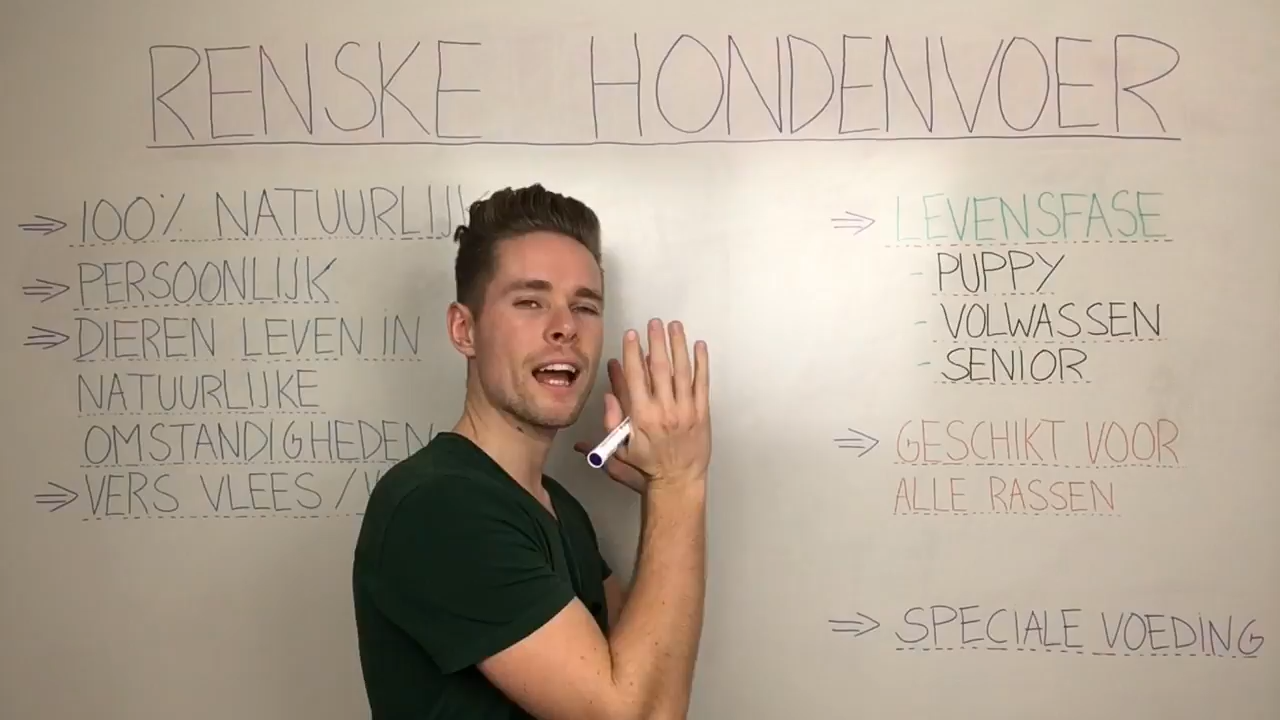 RENSKE HONDENVOER
⇒ 100% NATUURLIJK
⇒ PERSOONLIJK
⇒ DIEREN LEVEN IN
NATUURLIJKE
OMSTANDIGHEDEN
⇒ VERS VLEES /
⇒ LEVENSFASE
- PUPPY
- VOLWASSEN
- SENIOR
⇒ GESCHIKT VOOR
ALLE RASSEN
⇒ SPECIALE VOEDING